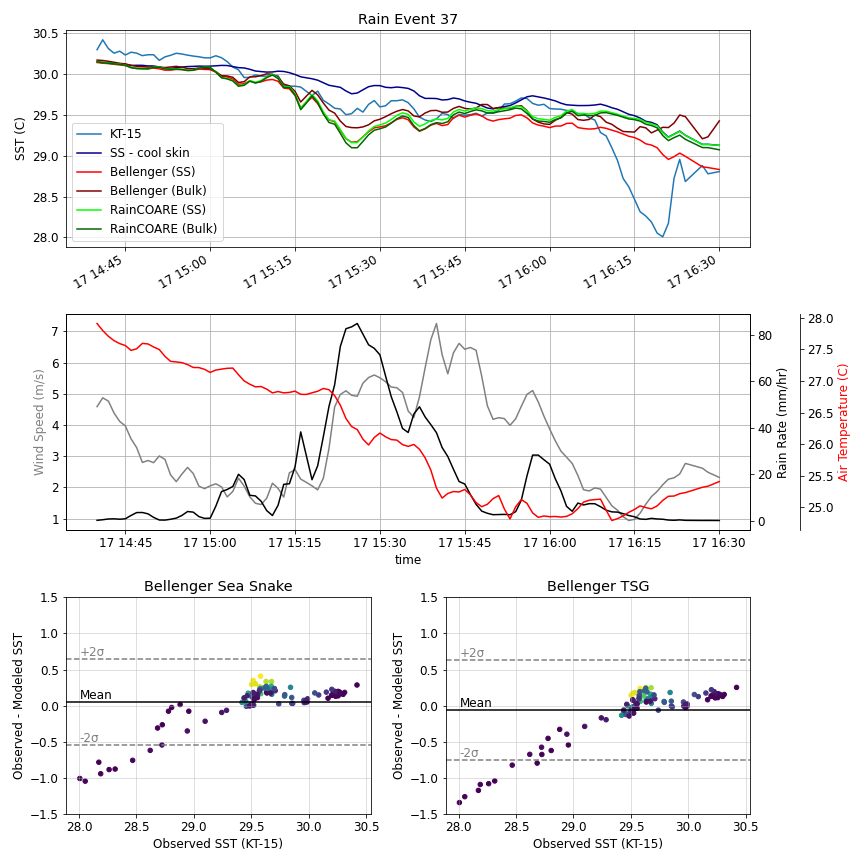 Rain Event 37
30.5
30.0
29.5
29.0
28.5
28.0
SST (C)
KT-15
SS - cool skin
Bellenger (SS)
Bellenger (Bulk)
RainCOARE (SS)
RainCOARE (Bulk)
17 14:45
17 15:00
17 15:15
17 15:30
17 15:45
17 16:00
17 16:15
17 16:30
7
6
5
4
3
2
1
Wind Speed (m/s)
80
60
40
20
0
Rain Rate (mm/hr)
28.0
27.5
27.0
26.5
26.0
25.5
25.0
Air Temperature (C)
17 14:45
17 15:00
17 15:15
17 15:30
17 15:45
17 16:00
17 16:15
17 16:30
time
Bellenger Sea Snake
1.5
1.0
0.5
0.0
−0.5
−1.0
−1.5
Observed - Modeled SST
+2σ
Mean
-2σ
28.0
28.5
29.0
29.5
30.0
30.5
Observed SST (KT-15)
Bellenger TSG
1.5
1.0
0.5
0.0
−0.5
−1.0
−1.5
Observed - Modeled SST
+2σ
Mean
-2σ
28.0
28.5
29.0
29.5
30.0
30.5
Observed SST (KT-15)